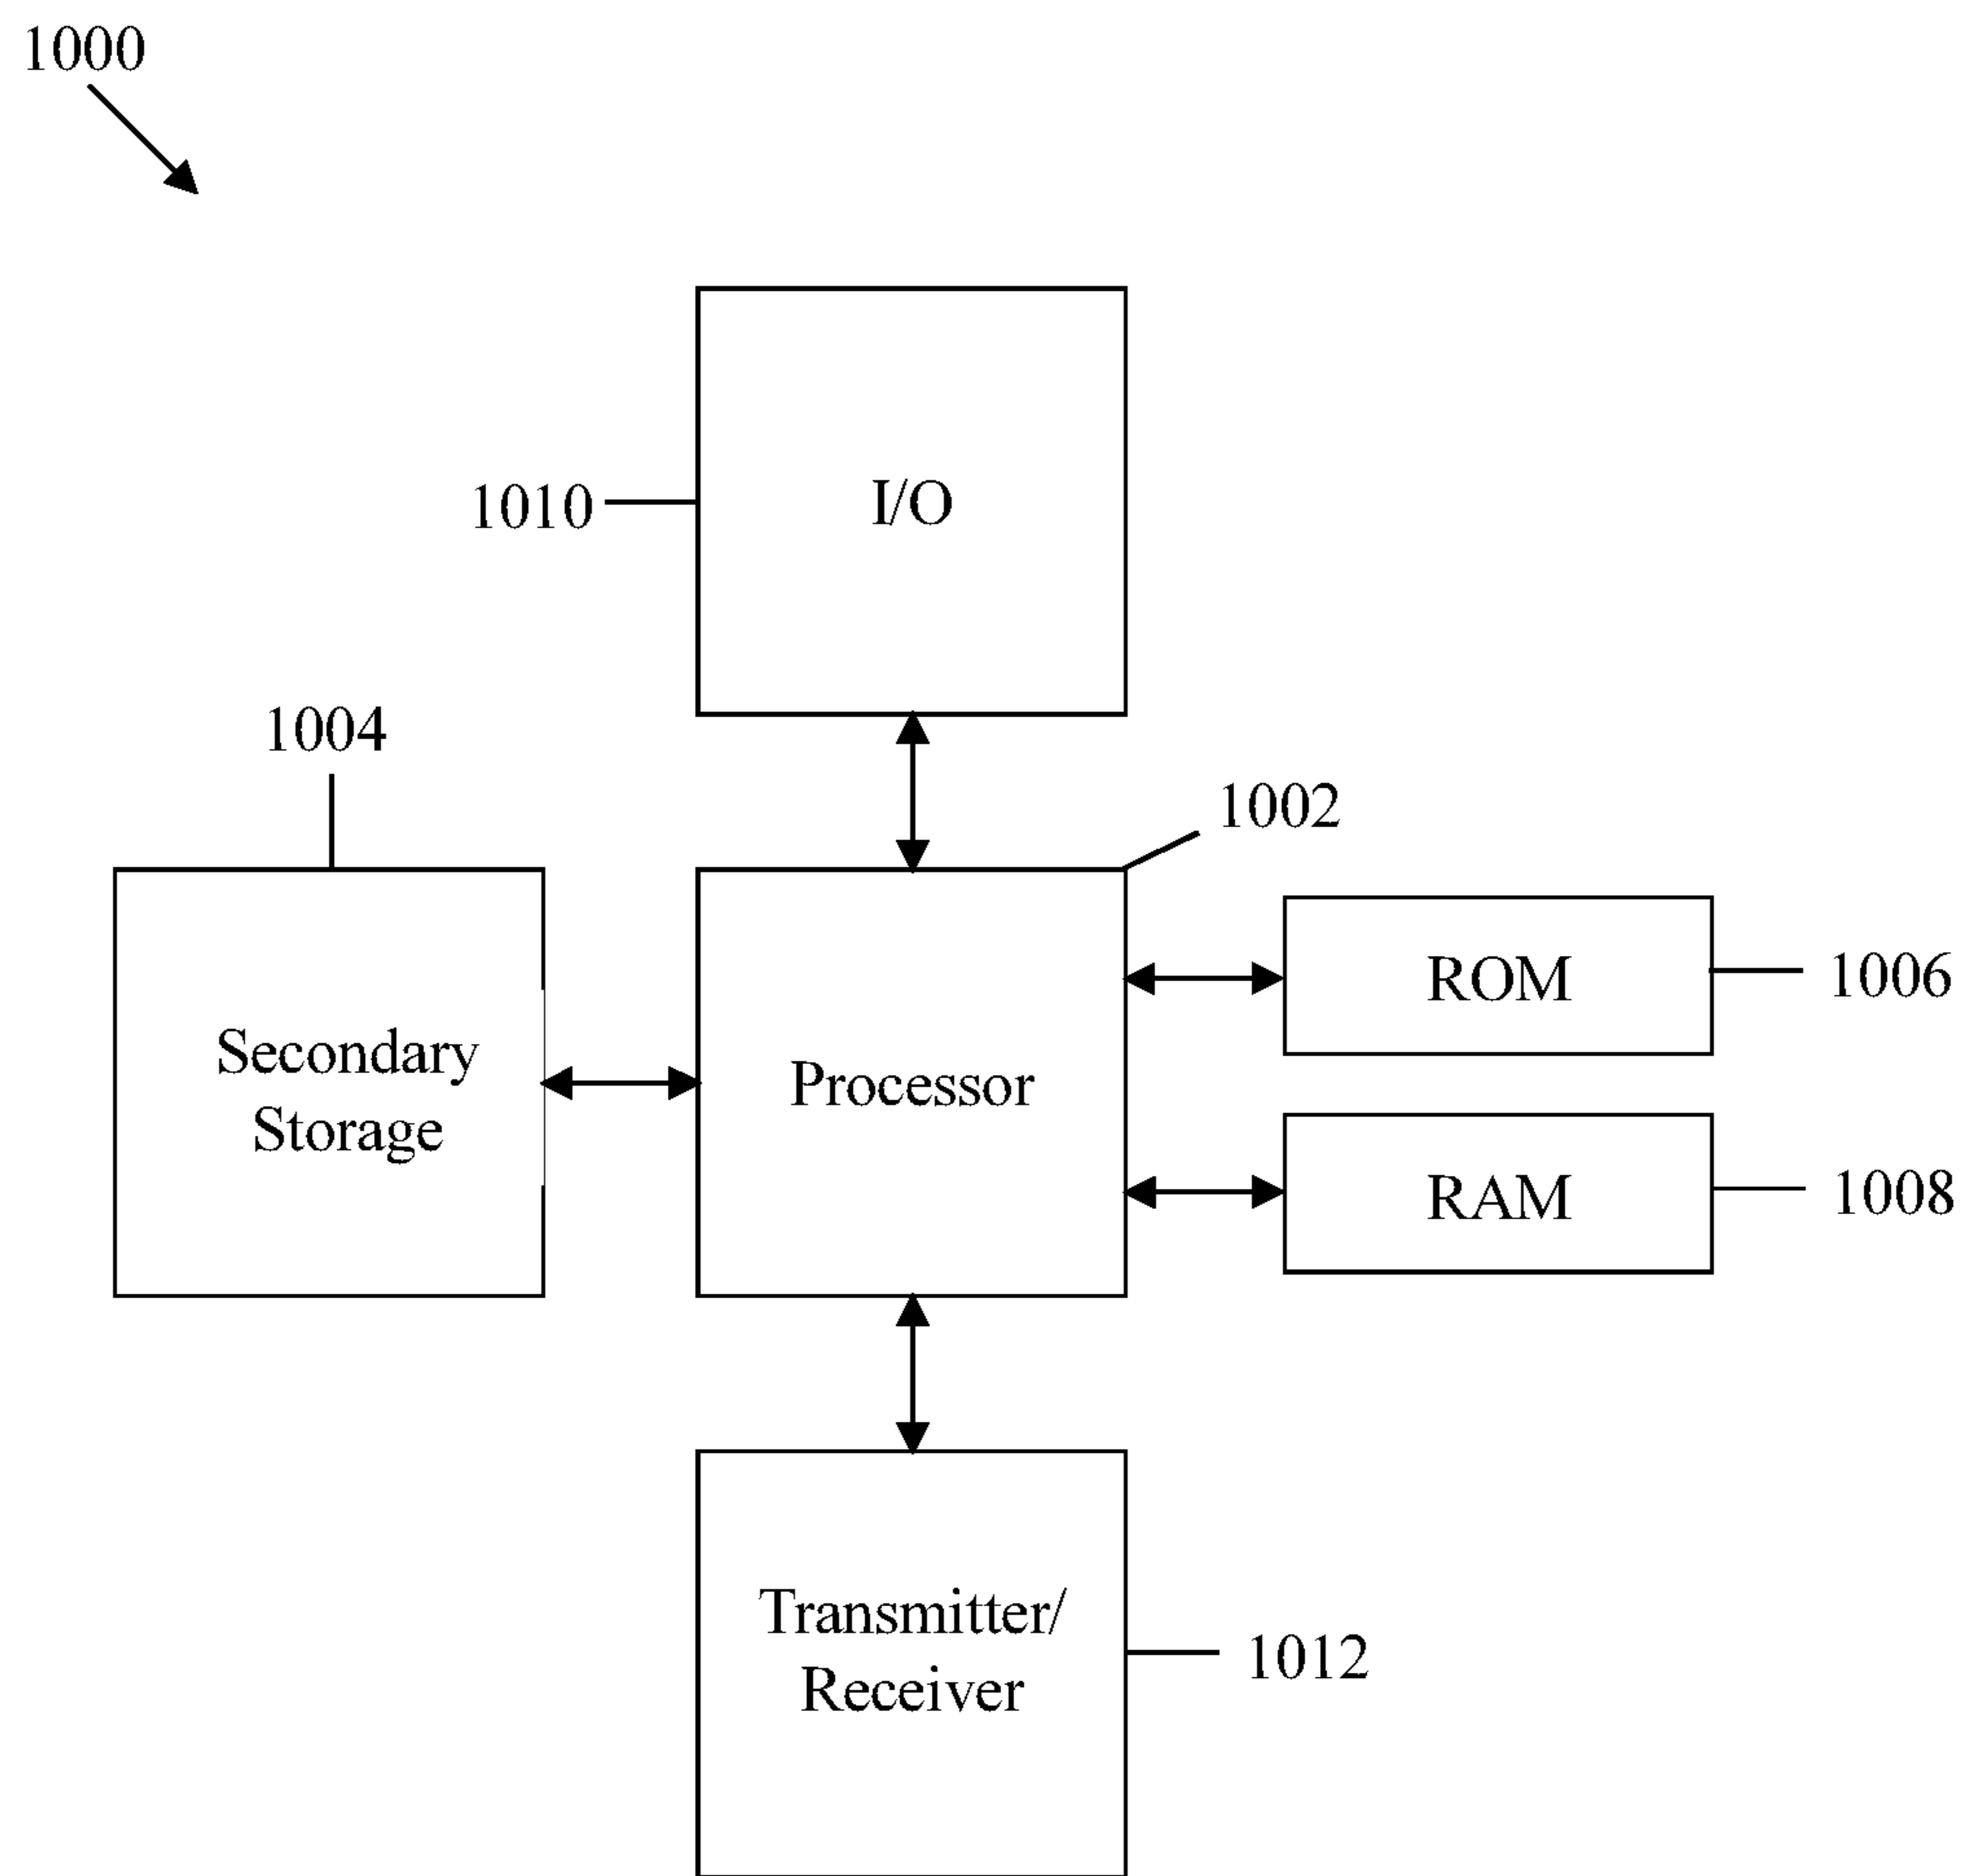 1000
1010
I/O
1004
1002
Secondary
Storage
Processor
ROM
1006
RAM
1008
Transmitter/
Receiver
1012